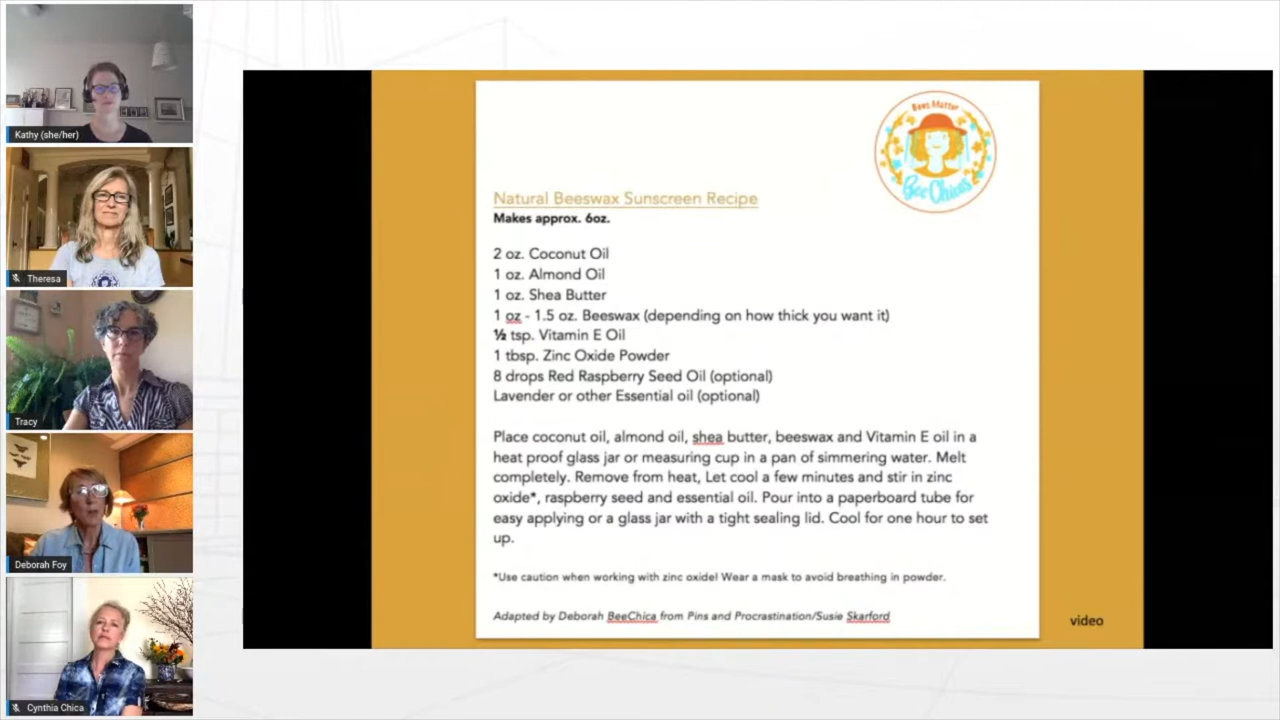 Kathy (she/her)
Theresa
Tracy
Deborah Foy
Cynthia Chica
Bees Matter
Bee Chicas
Natural Beeswax Sunscreen Recipe
Makes approx. 6oz.
2 oz. Coconut Oil
1 oz. Almond Oil
1 oz. Shea Butter
1 oz - 1.5 oz. Beeswax (depending on how thick you want it)
½ tsp. Vitamin E Oil
1 tbsp. Zinc Oxide Powder
8 drops Red Raspberry Seed Oil (optional)
Lavender or other Essential oil (optional)
Place coconut oil, almond oil, shea butter, beeswax and Vitamin E oil in a
heat proof glass jar or measuring cup in a pan of simmering water. Melt
completely. Remove from heat, Let cool a few minutes and stir in zinc
oxide*, raspberry seed and essential oil. Pour into a paperboard tube for
easy applying or a glass jar with a tight sealing lid. Cool for one hour to set
up.
*Use caution when working with zinc oxide! Wear a mask to avoid breathing in powder.
Adapted by Deborah BeeChica from Pins and Procrastination/Susie Skarford
video